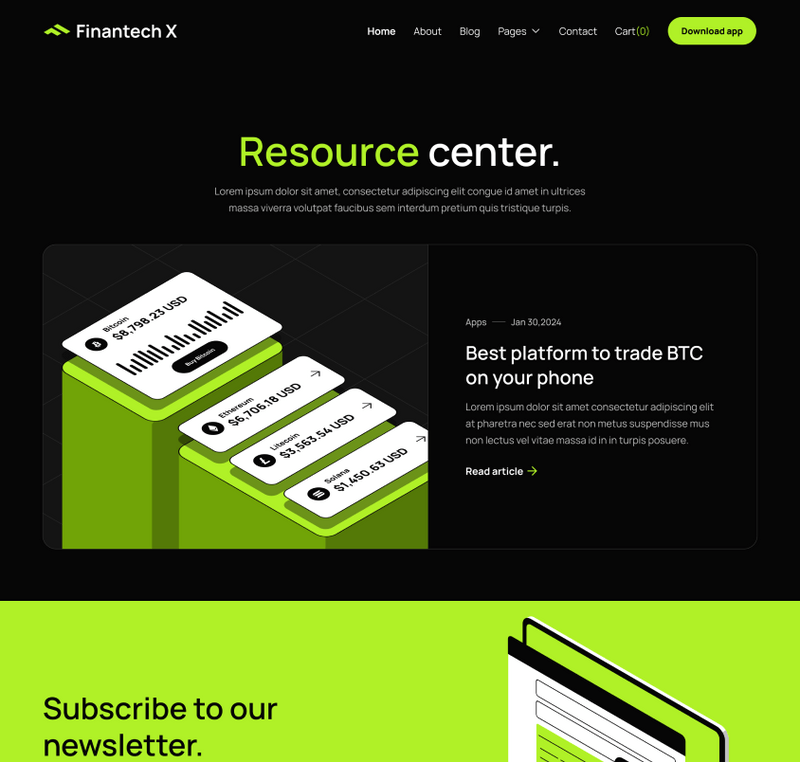 Finantech X
Home About Blog Pages Contact Cart(0) Download app
Resource center.
Lorem ipsum dolor sit amet, consectetur adipiscing elit congue id amet in ultrices
massa viverra volutpat faucibus sem interdum pretium quis tristique turpis.
Bitcoin
$8,798.23 USD
Buy Bitcoin
Ethereum
$6,706.18 USD
Litecoin
$3,563.54 USD
Solana
$1,450.63 USD
Apps — Jan 30,2024
Best platform to trade BTC
on your phone
Lorem ipsum dolor sit amet consectetur adipiscing elit
at pharetra nec sed erat non metus suspendisse mus
non lectus vel vitae massa id in in turpis posuere.
Read article
Subscribe to our
newsletter.